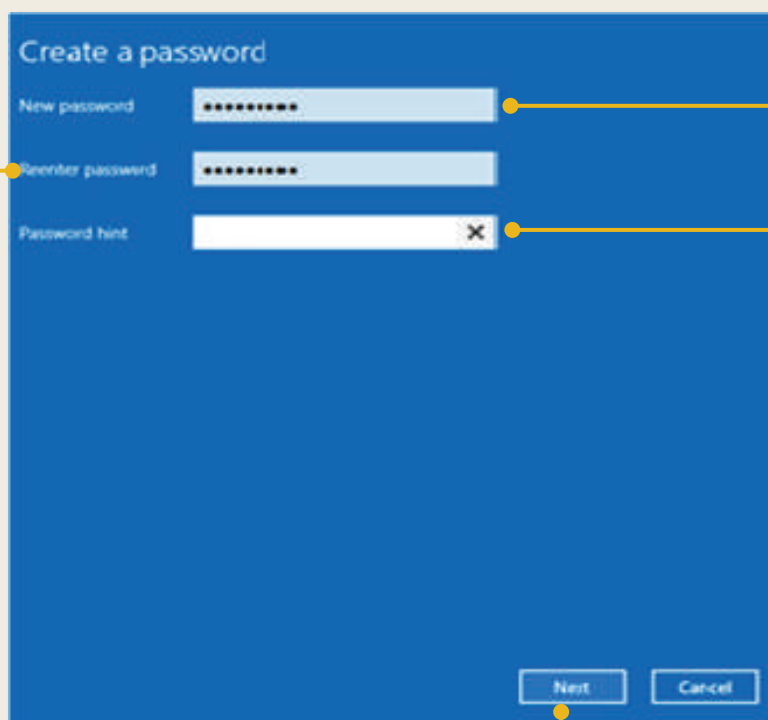 Create a password
New password ••••••••••
Reenter password ••••••••••
Password hint
Next Cancel